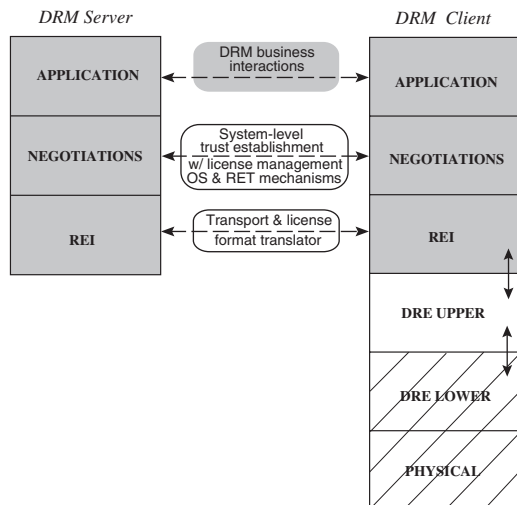 DRM Server
DRM Client
APPLICATION
DRM business
interactions
APPLICATION
NEGOTIATIONS
System-level
trust establishment
w/ license management
OS & RET mechanisms
NEGOTIATIONS
REI
Transport & license
format translator
REI
DRE UPPER
DRE LOWER
PHYSICAL